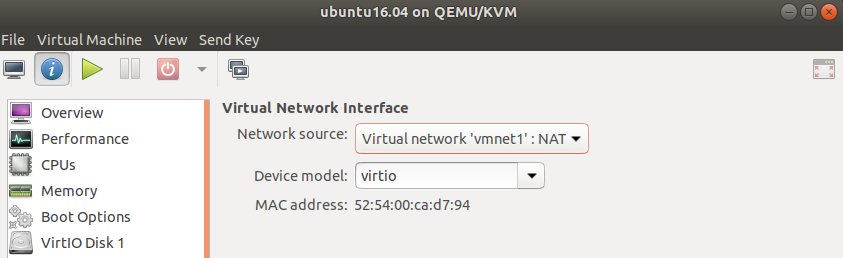 ubuntu16.04 on QEMU/KVM
File Virtual Machine View Send Key
Overview
Performance
CPUs
Memory
Boot Options
VirtIO Disk 1
Virtual Network Interface
Network source: Virtual network 'vmnet1' : NAT
Device model: virtio
MAC address: 52:54:00:ca:d7:94